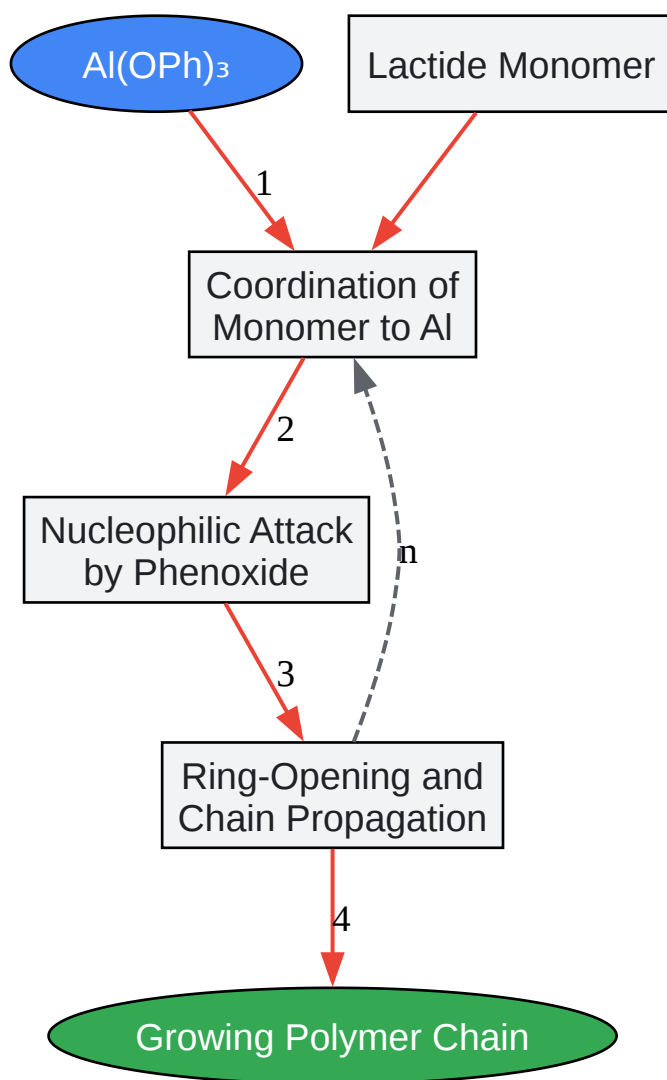 Al(OPh)₃
Lactide Monomer
1
Coordination of
Monomer to Al
2
Nucleophilic Attack
by Phenoxide
n
3
Ring-Opening and
Chain Propagation
4
Growing Polymer Chain